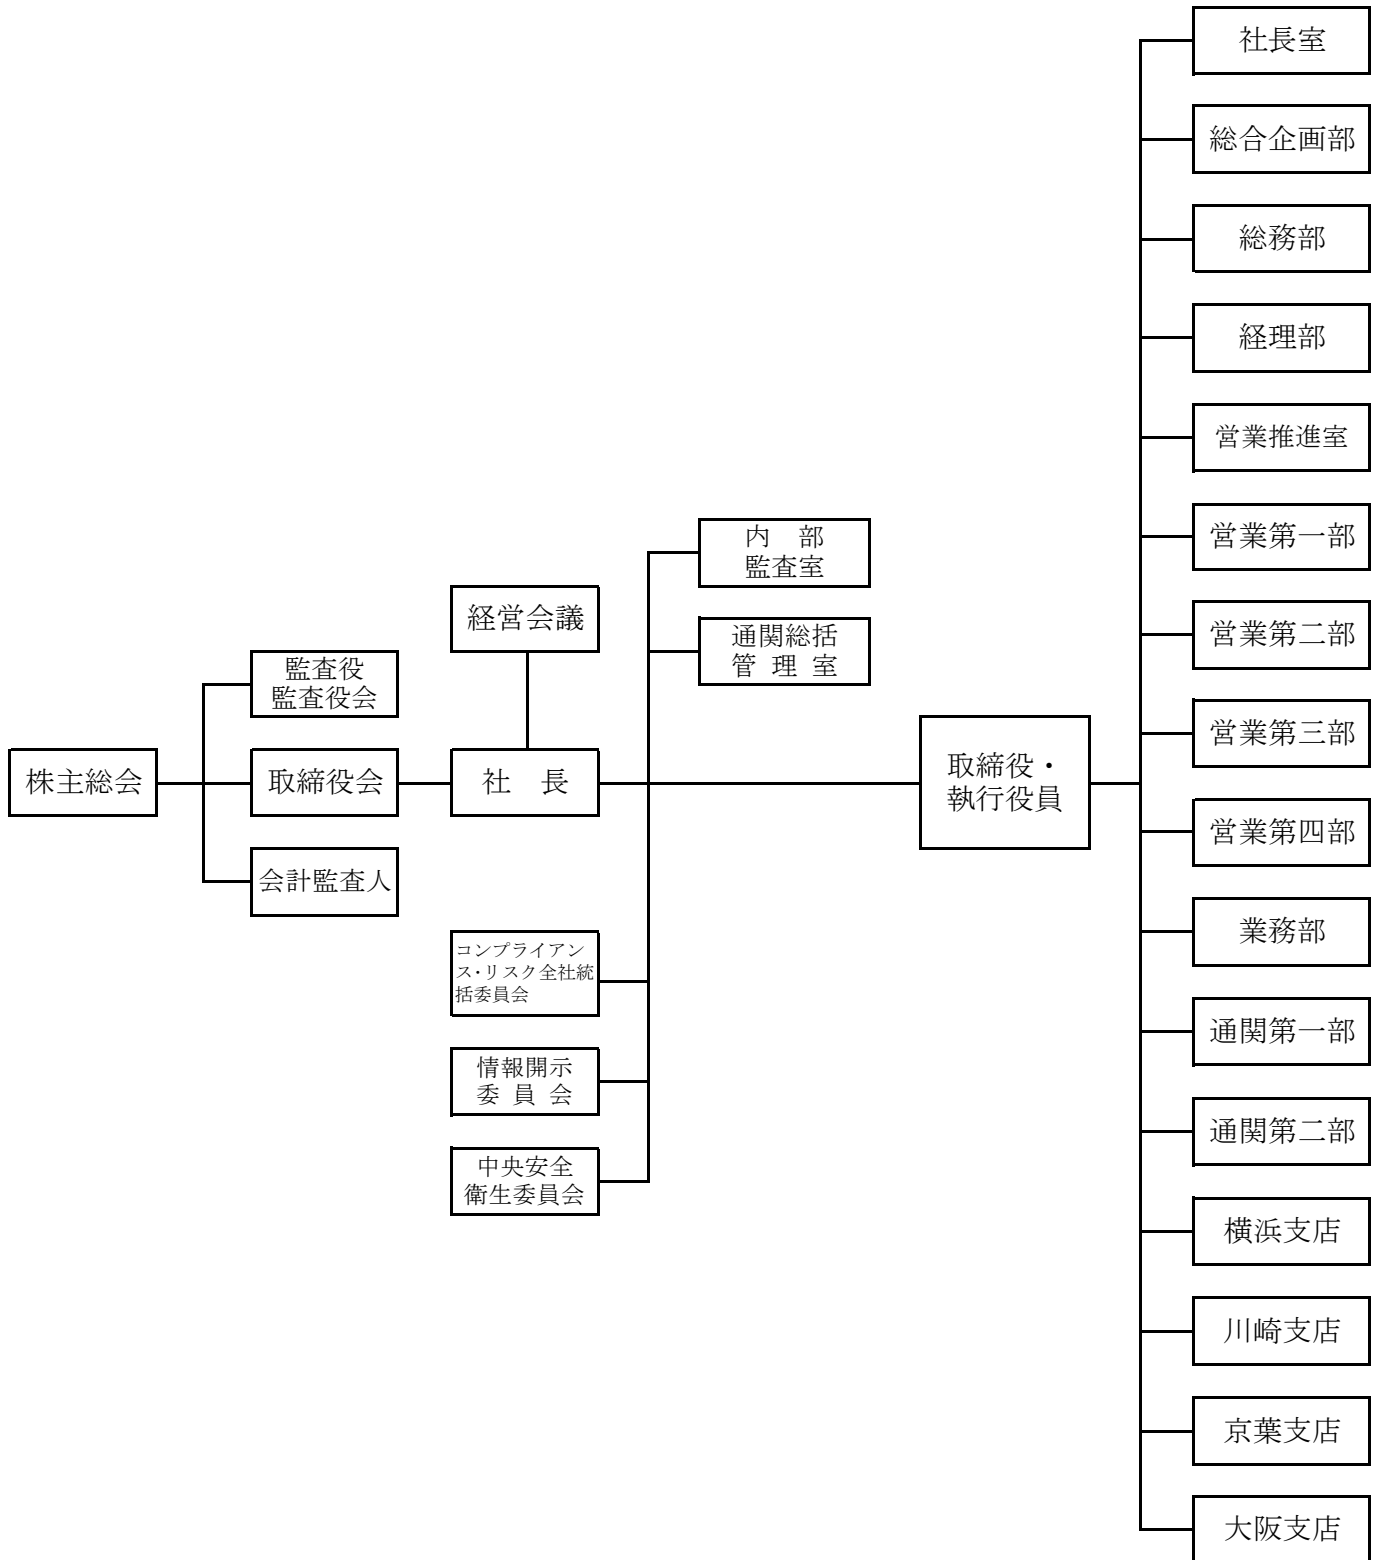 株主総会
監査役
監査役会
取締役会
会計監査人
経営会議
社　長
コンプライアン
ス・リスク全社統
括委員会
情報開示
委 員 会
中央安全
衛生委員会
内　部
監査室
通関総括
管 理 室
取締役・
執行役員
社長室
総合企画部
総務部
経理部
営業推進室
営業第一部
営業第二部
営業第三部
営業第四部
業務部
通関第一部
通関第二部
横浜支店
川崎支店
京葉支店
大阪支店